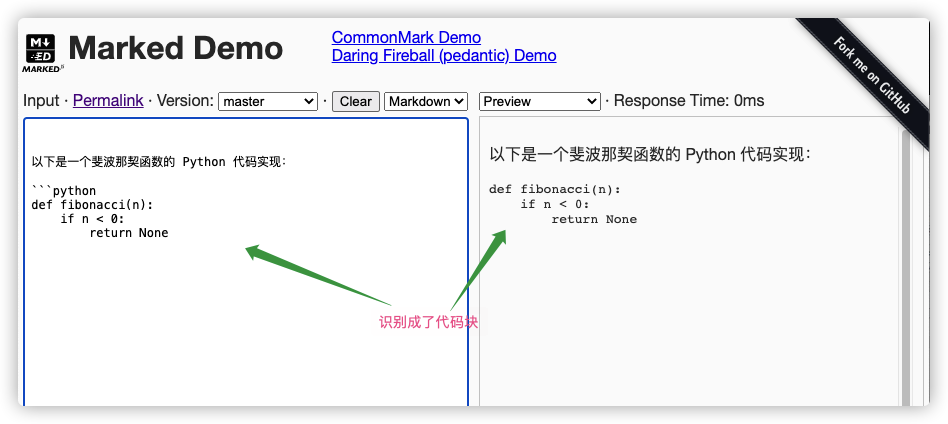 M↓
ED
MARKED.JS
Marked Demo
CommonMark Demo
Daring Fireball (pedantic) Demo
Fork me on GitHub
Input · Permalink · Version: master · Clear Markdown Preview · Response Time: 0ms
以下是一个斐波那契函数的 Python 代码实现：
```python
def fibonacci(n):
    if n < 0:
        return None
以下是一个斐波那契函数的 Python 代码实现：
def fibonacci(n):
    if n < 0:
        return None
识别成了代码块